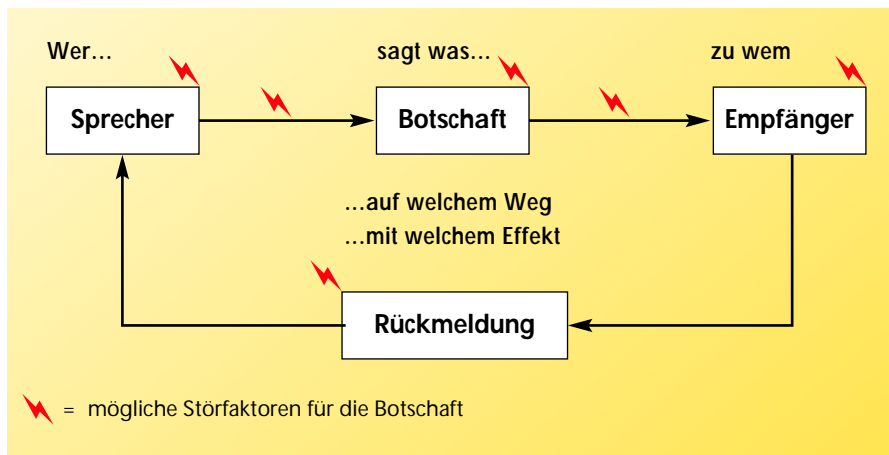 Wer...
sagt was...
zu wem
Sprecher
Botschaft
Empfänger
...auf welchem Weg
...mit welchem Effekt
Rückmeldung
= mögliche Störfaktoren für die Botschaft